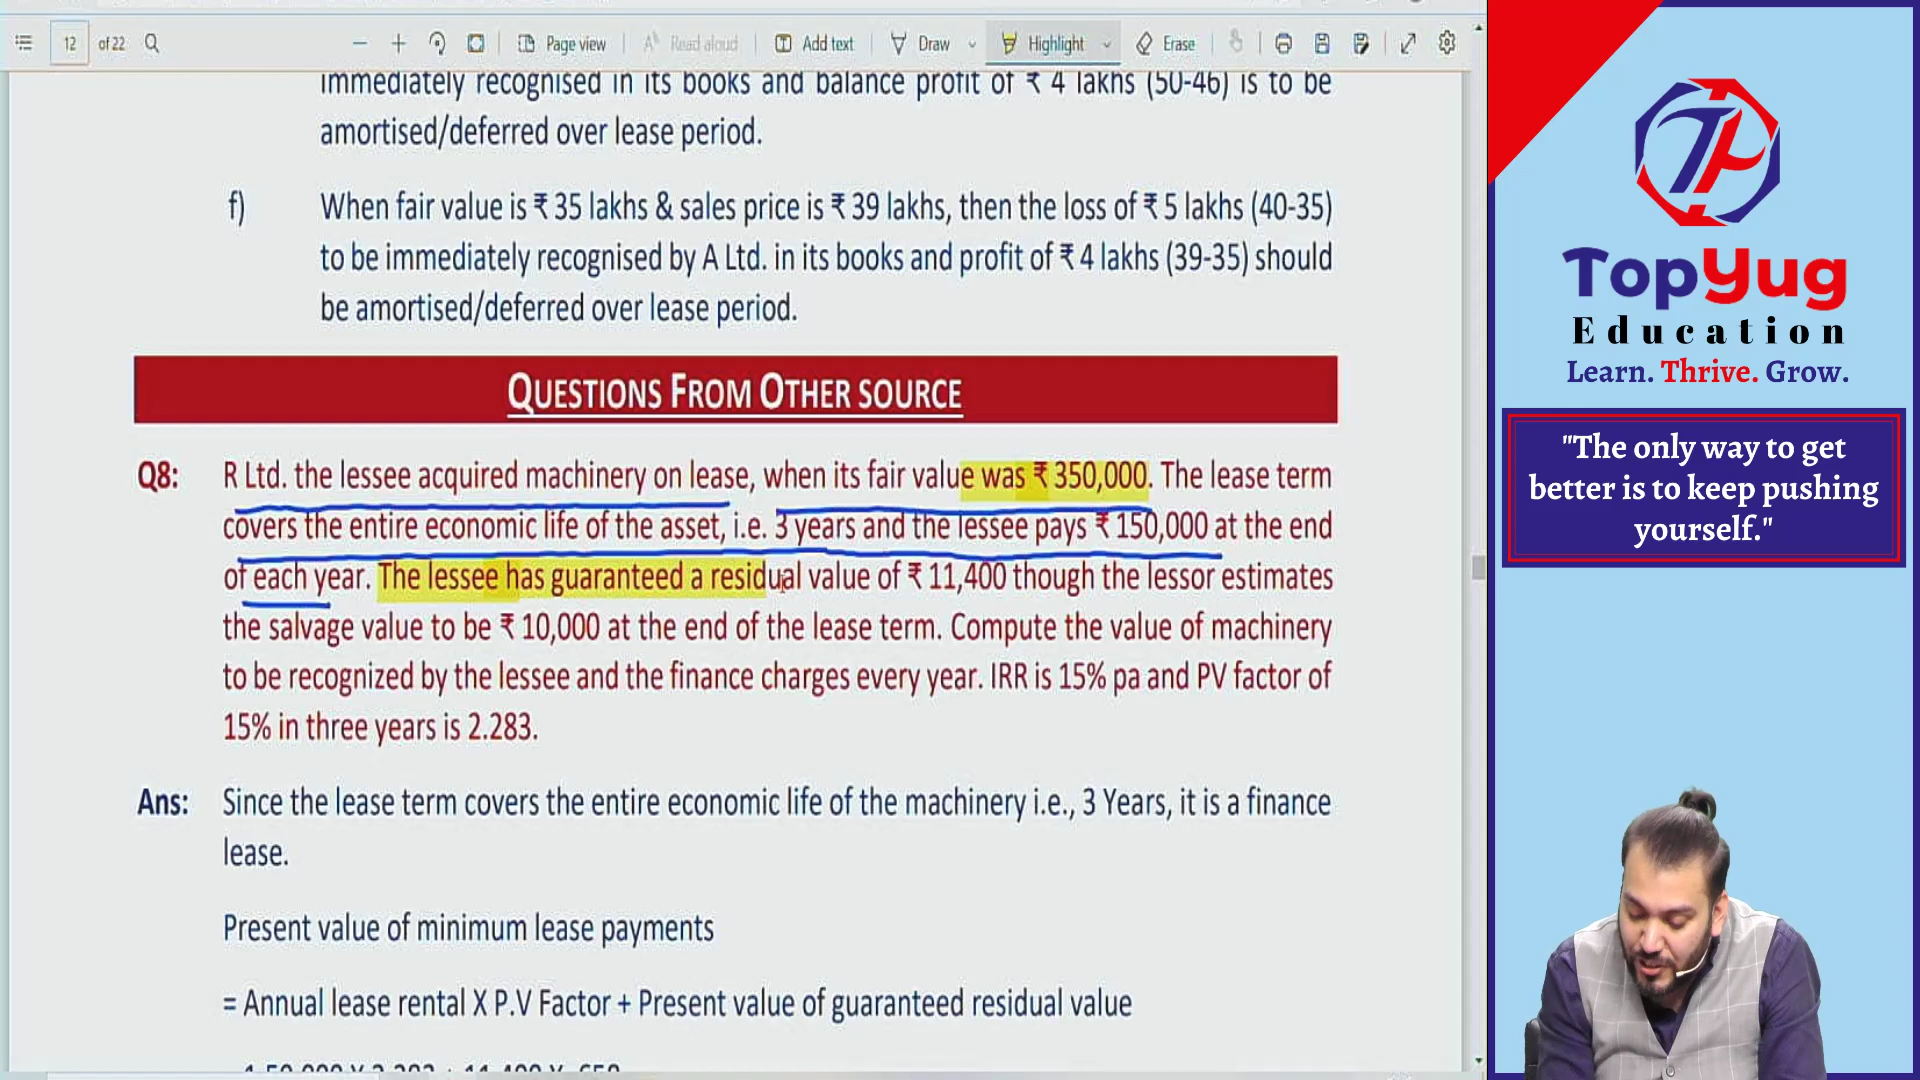 12 of 22 Page view Read aloud Add text Draw Highlight Erase
immediately recognised in its books and balance profit of ₹ 4 lakhs (50-46) is to be
amortised/deferred over lease period.
f) When fair value is ₹ 35 lakhs & sales price is ₹ 39 lakhs, then the loss of ₹ 5 lakhs (40-35)
to be immediately recognised by A Ltd. in its books and profit of ₹ 4 lakhs (39-35) should
be amortised/deferred over lease period.
QUESTIONS FROM OTHER SOURCE
Q8: R Ltd. the lessee acquired machinery on lease, when its fair value was ₹ 350,000. The lease term
covers the entire economic life of the asset, i.e. 3 years and the lessee pays ₹ 150,000 at the end
of each year. The lessee has guaranteed a residual value of ₹ 11,400 though the lessor estimates
the salvage value to be ₹ 10,000 at the end of the lease term. Compute the value of machinery
to be recognized by the lessee and the finance charges every year. IRR is 15% pa and PV factor of
15% in three years is 2.283.
Ans: Since the lease term covers the entire economic life of the machinery i.e., 3 Years, it is a finance
lease.
Present value of minimum lease payments
= Annual lease rental X P.V Factor + Present value of guaranteed residual value
TopYug
Education
Learn. Thrive. Grow.
"The only way to get
better is to keep pushing
yourself."